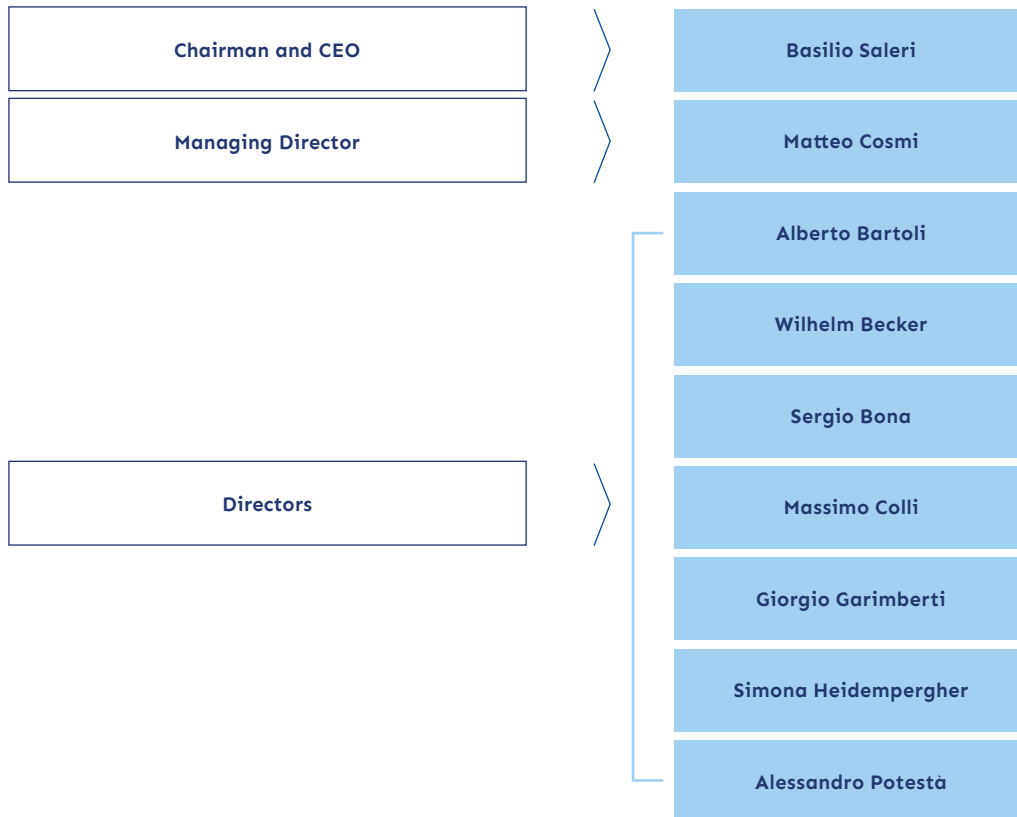 Chairman and CEO
Basilio Saleri
Managing Director
Matteo Cosmi
Directors
Alberto Bartoli
Wilhelm Becker
Sergio Bona
Massimo Colli
Giorgio Garimberti
Simona Heidempergher
Alessandro Potestà